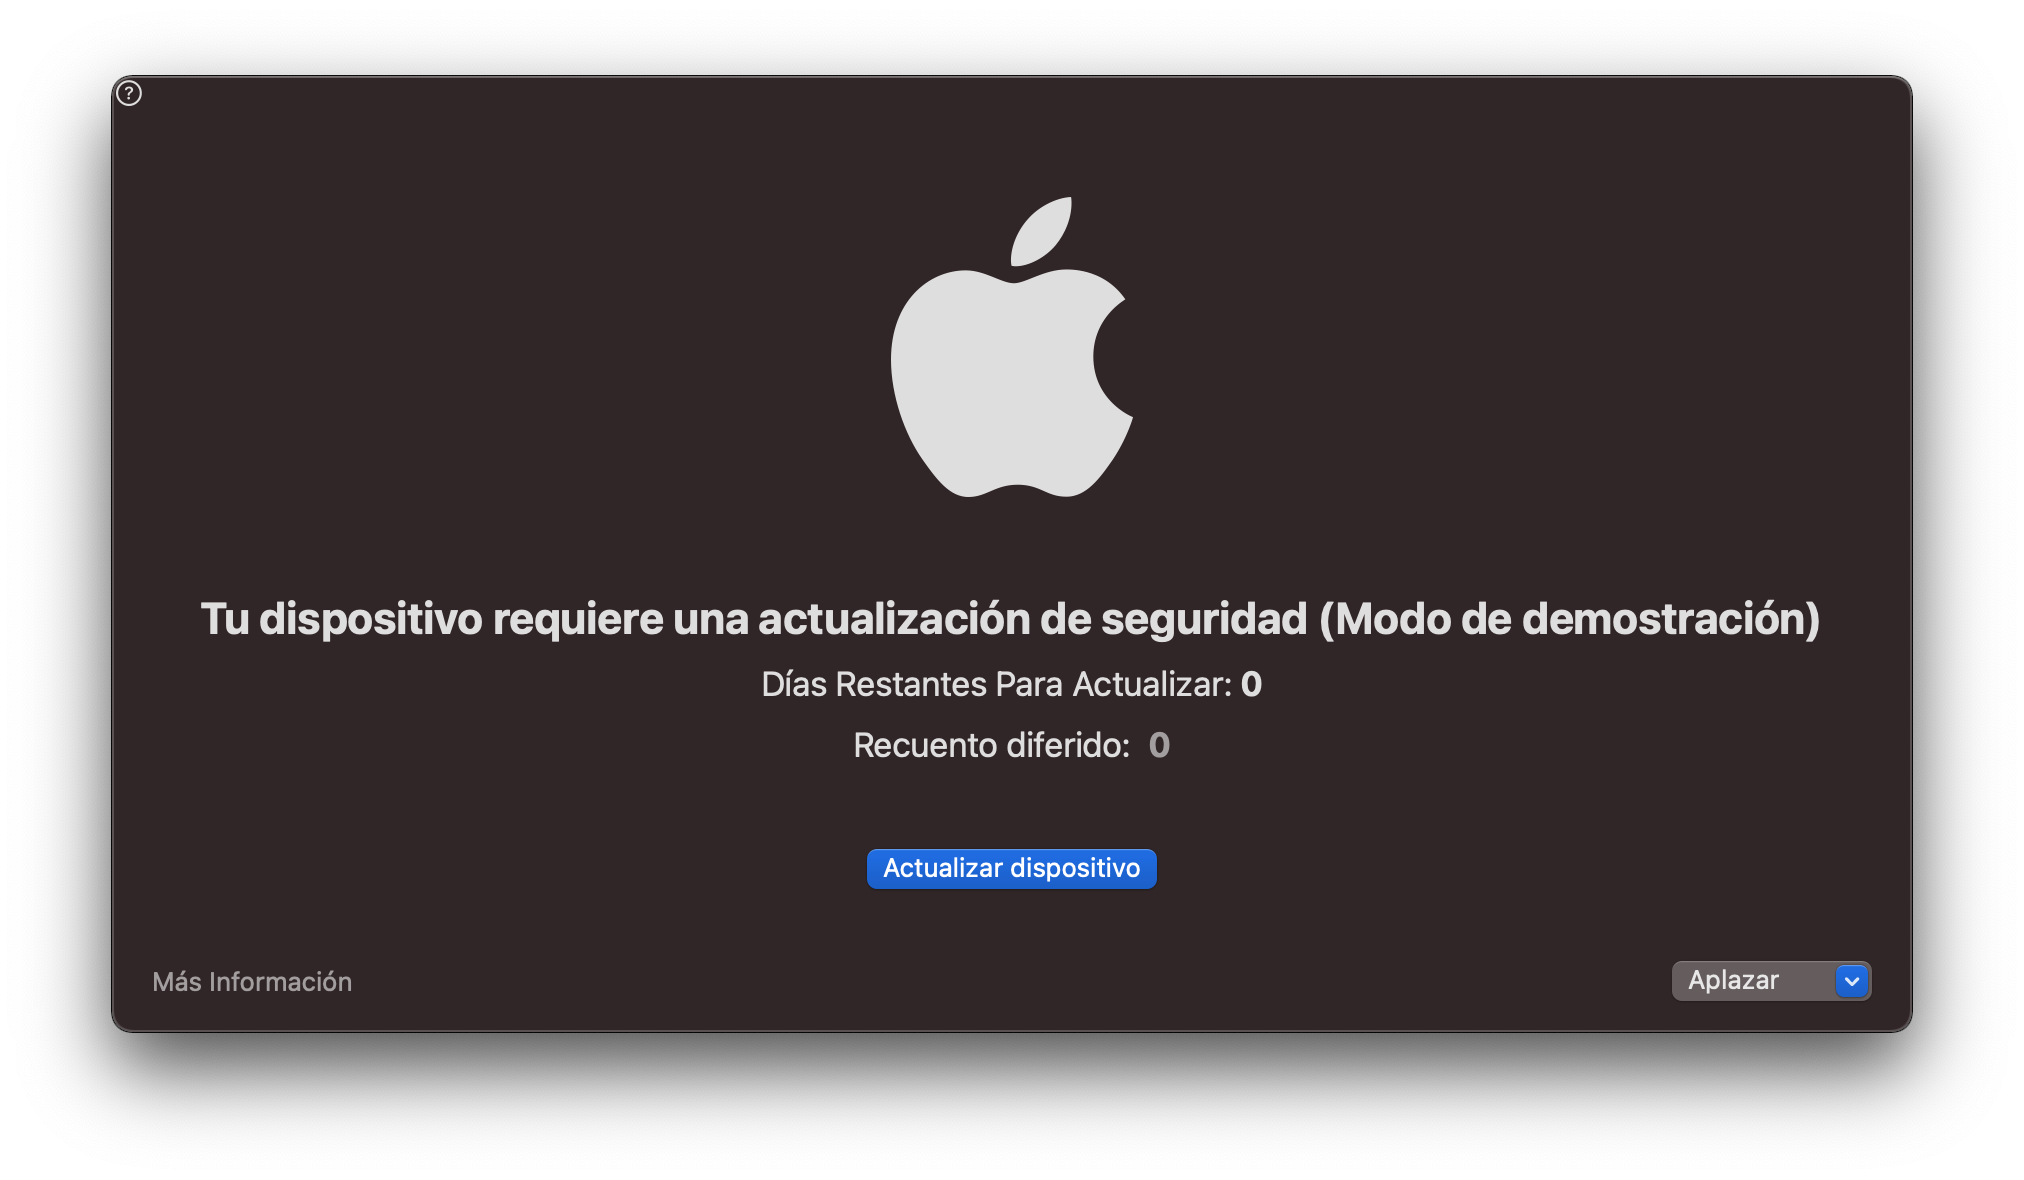 ?
Tu dispositivo requiere una actualización de seguridad (Modo de demostración)
Días Restantes Para Actualizar: 0
Recuento diferido: 0
Actualizar dispositivo
Más Información
Aplazar